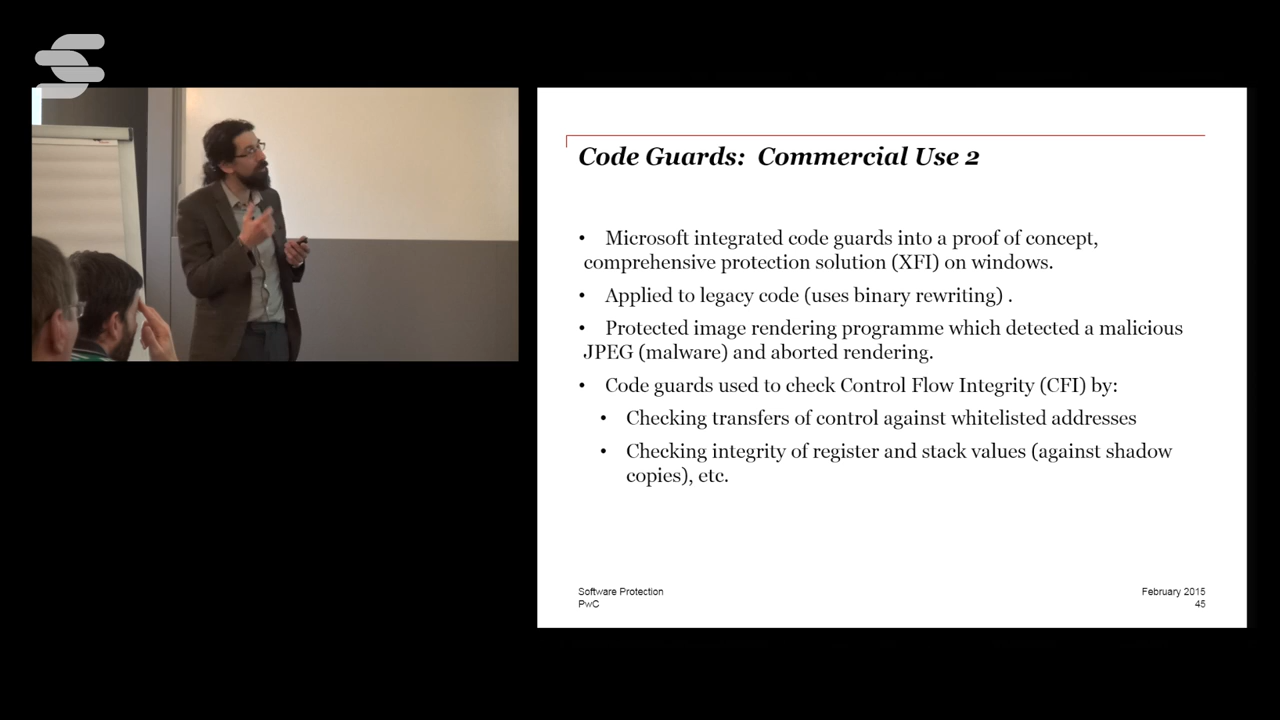 Code Guards: Commercial Use 2
• Microsoft integrated code guards into a proof of concept,
comprehensive protection solution (XFI) on windows.
• Applied to legacy code (uses binary rewriting) .
• Protected image rendering programme which detected a malicious
JPEG (malware) and aborted rendering.
• Code guards used to check Control Flow Integrity (CFI) by:
• Checking transfers of control against whitelisted addresses
• Checking integrity of register and stack values (against shadow
copies), etc.
Software Protection
PwC
February 2015
45